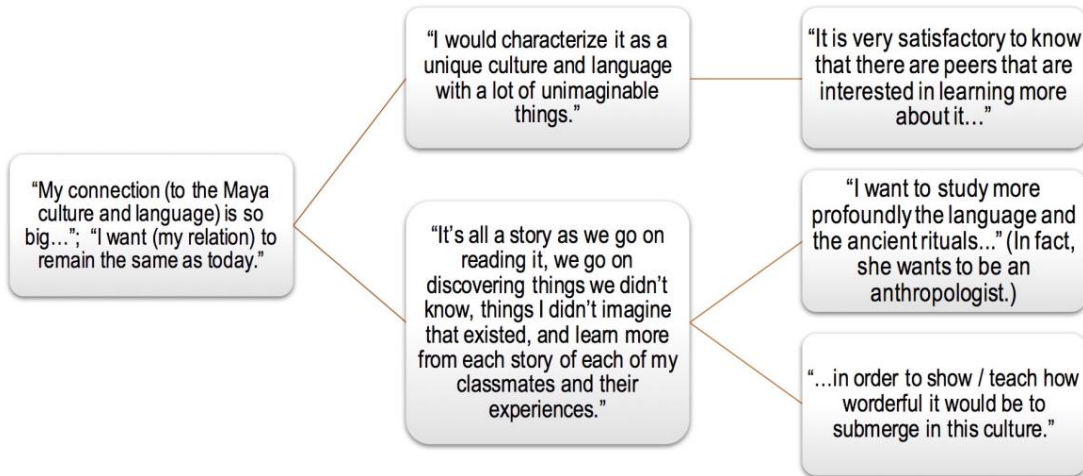 “My connection (to the Maya
culture and language) is so
big…”;  “I want (my relation) to
remain the same as today.”
“I would characterize it as a
unique culture and language
with a lot of unimaginable
things.”
“It’s all a story as we go on
reading it, we go on
discovering things we didn’t
know, things I didn’t imagine
that existed, and learn more
from each story of each of my
classmates and their
experiences.”
“It is very satisfactory to know
that there are peers that are
interested in learning more
about it…”
“I want to study more
profoundly the language and
the ancient rituals...” (In fact,
she wants to be an
anthropologist.)
“…in order to show / teach how
worderful it would be to
submerge in this culture.”